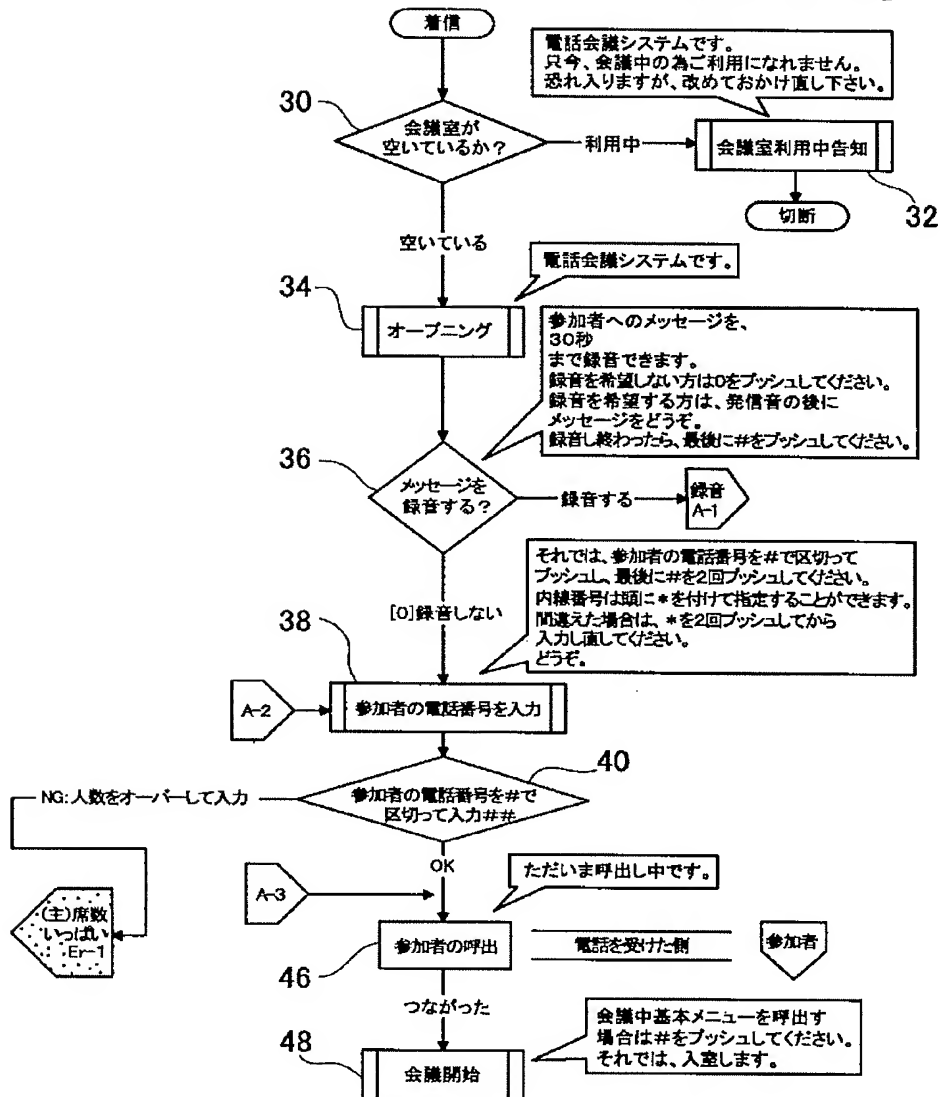 着信
電話会議システムです。
只今、会議中の為ご利用になれません。
恐れ入りますが、改めておかけ直し下さい。
30
会議室が
空いているか?
利用中
会議室利用中告知
32
切断
空いている
電話会議システムです。
34
オープニング
参加者へのメッセージを、
30秒
まで録音できます。
録音を希望しない方は0をプッシュしてください。
録音を希望する方は、発信音の後に
メッセージをどうぞ。
録音し終わったら、最後に#をプッシュしてください。
36
メッセージを
録音する?
録音する
録音
A-1
それでは、参加者の電話番号を#で区切って
プッシュし、最後に#を2回プッシュしてください。
内線番号は頭に*を付けて指定することができます。
間違えた場合は、*を2回プッシュしてから
入力し直してください。
どうぞ。
[0]録音しない
38
A-2
参加者の電話番号を入力
40
NG:人数をオーバーして入力
参加者の電話番号を#で
区切って入力##
OK
A-3
ただいま呼出し中です。
(主)席数
いっぱい
Er-1
参加者の呼出
46
電話を受けた側
参加者
つながった
会議中基本メニューを呼出す
場合は#をプッシュしてください。
それでは、入室します。
48
会議開始